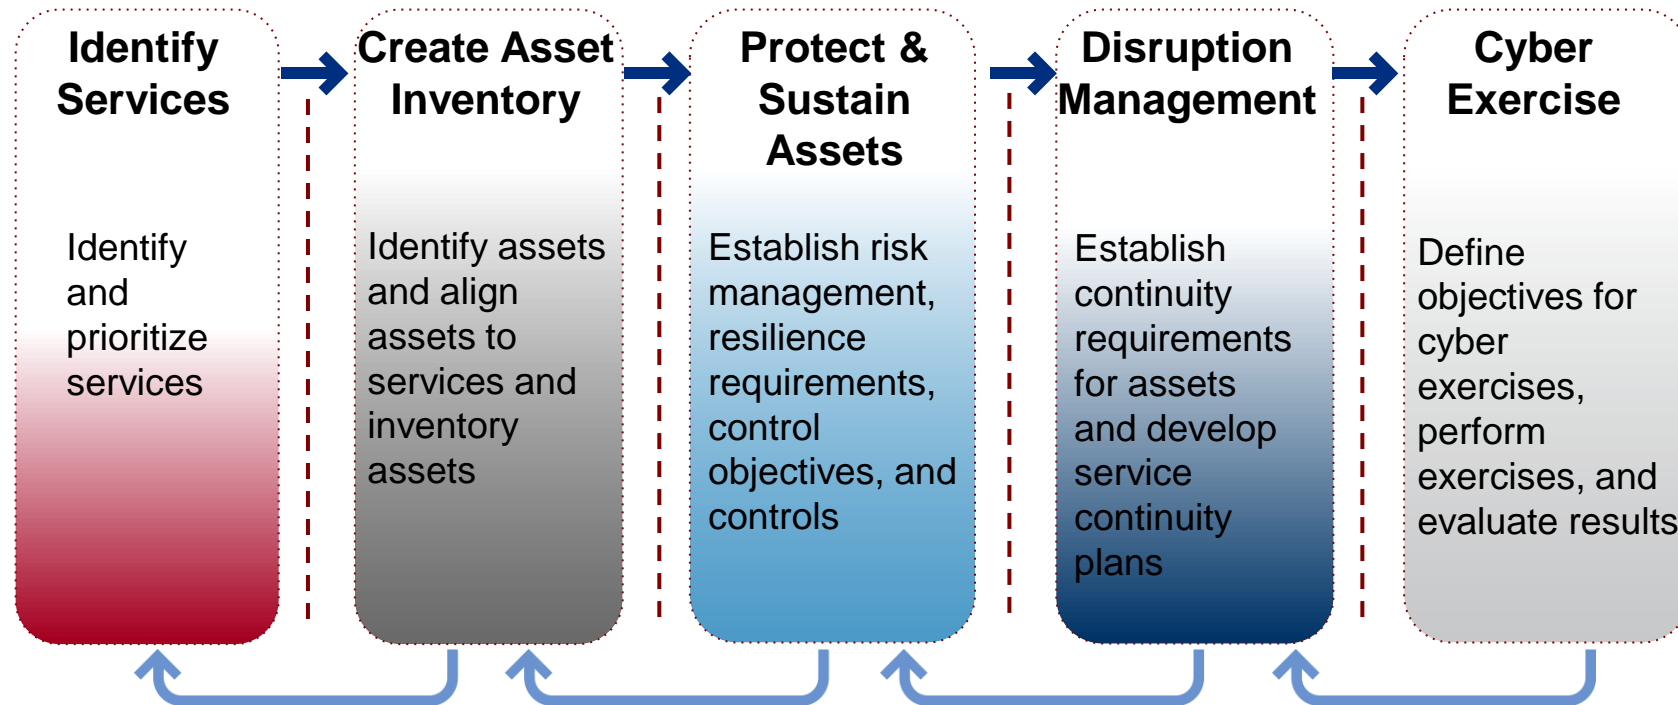 Identify
Services
Identify
and
prioritize
services
Create Asset
Inventory
Identify assets
and align
assets to
services and
inventory
assets
Protect &
Sustain
Assets
Establish risk
management,
resilience
requirements,
control
objectives, and
controls
Disruption
Management
Establish
continuity
requirements
for assets
and develop
service
continuity
plans
Cyber
Exercise
Define
objectives for
cyber
exercises,
perform
exercises, and
evaluate results